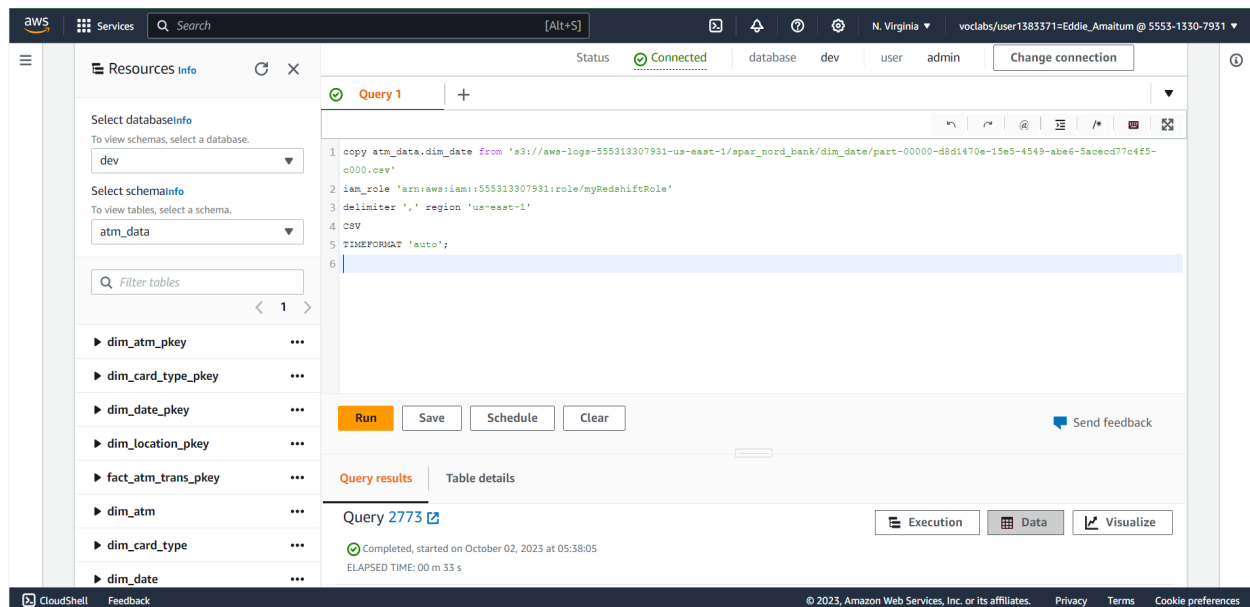 aws
Services
Search
[Alt+S]
N. Virginia
voclabs/user1383371=Eddie_Amaitum @ 5553-1330-7931
Resources Info
Status
Connected
database
dev
user
admin
Change connection
Query 1
Select databaseInfo
To view schemas, select a database.
dev
Select schemaInfo
To view tables, select a schema.
atm_data
Filter tables
1
dim_atm_pkey
dim_card_type_pkey
dim_date_pkey
dim_location_pkey
fact_atm_trans_pkey
dim_atm
dim_card_type
dim_date
1 copy atm_data.dim_date from 's3://aws-logs-555313307931-us-east-1/spar_nord_bank/dim_date/part-00000-d8d1470e-15e5-4549-abe6-5acecd77c4f5-
c000.csv'
2 iam_role 'arn:aws:iam::555313307931:role/myRedshiftRole'
3 delimiter ',' region 'us-east-1'
4 CSV
5 TIMEFORMAT 'auto';
6
Run
Save
Schedule
Clear
Send feedback
Query results
Table details
Query 2773
Execution
Data
Visualize
Completed, started on October 02, 2023 at 05:38:05
ELAPSED TIME: 00 m 33 s
CloudShell
Feedback
© 2023, Amazon Web Services, Inc. or its affiliates.
Privacy
Terms
Cookie preferences